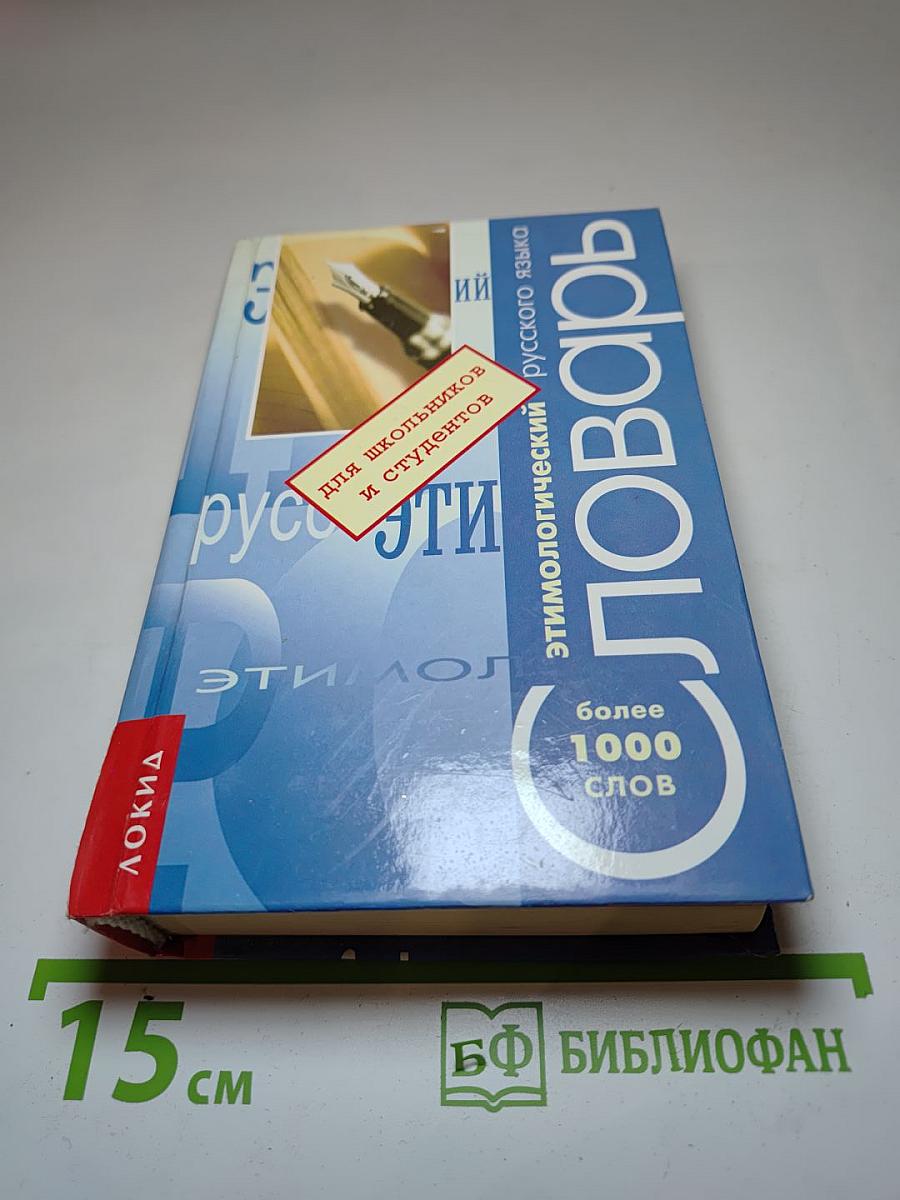 ий
для школьников
и студентов
русс
ЭТИ
ЭТИМОЛ
этимологический русского языка
Словарь
более
1000
слов
ЛОКИД
15 см
БФ БИБЛИОФАН